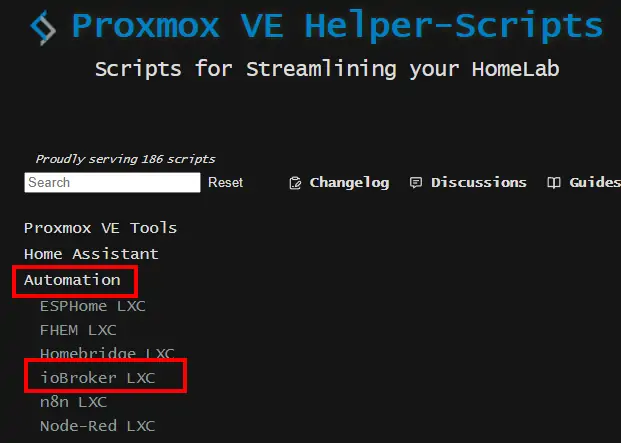 Proxmox VE Helper-Scripts
Scripts for Streamlining your HomeLab
Proudly serving 186 scripts
Search Reset Changelog Discussions Guides
Proxmox VE Tools
Home Assistant
Automation
ESPHome LXC
FHEM LXC
Homebridge LXC
ioBroker LXC
n8n LXC
Node-Red LXC